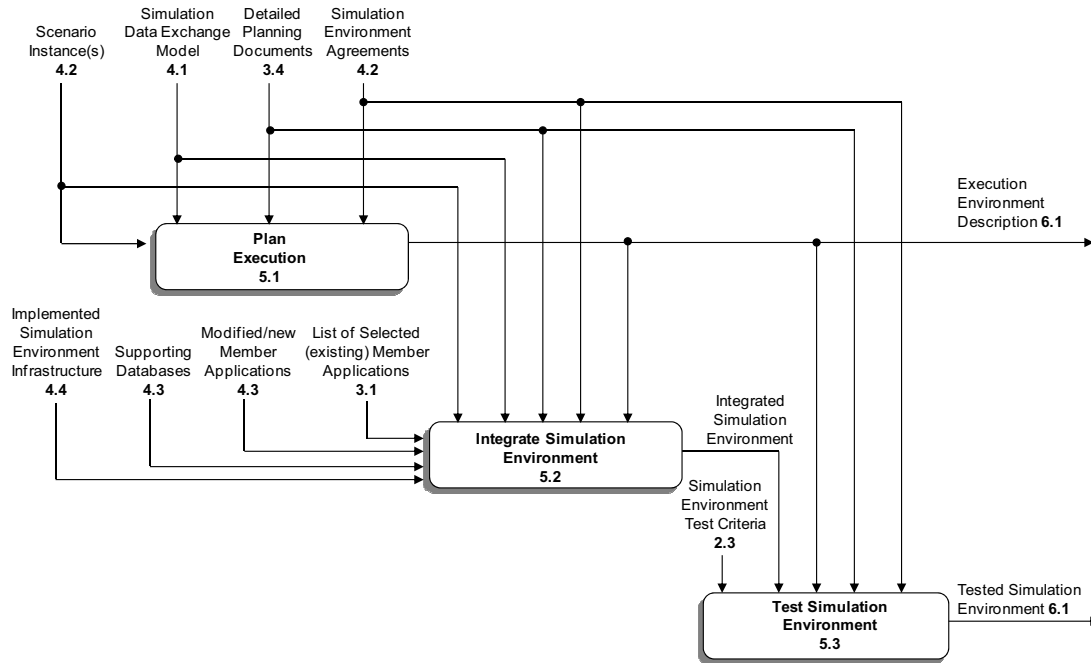 Scenario
Instance(s)
4.2
Simulation
Data Exchange
Model
4.1
Detailed
Planning
Documents
3.4
Simulation
Environment
Agreements
4.2
Execution
Environment
Description 6.1
Plan
Execution
5.1
Implemented
Simulation
Environment
Infrastructure
4.4
Supporting
Databases
4.3
Modified/new
Member
Applications
4.3
List of Selected
(existing) Member
Applications
3.1
Integrate Simulation
Environment
5.2
Integrated
Simulation
Environment
Simulation
Environment
Test Criteria
2.3
Test Simulation
Environment
5.3
Tested Simulation
Environment 6.1